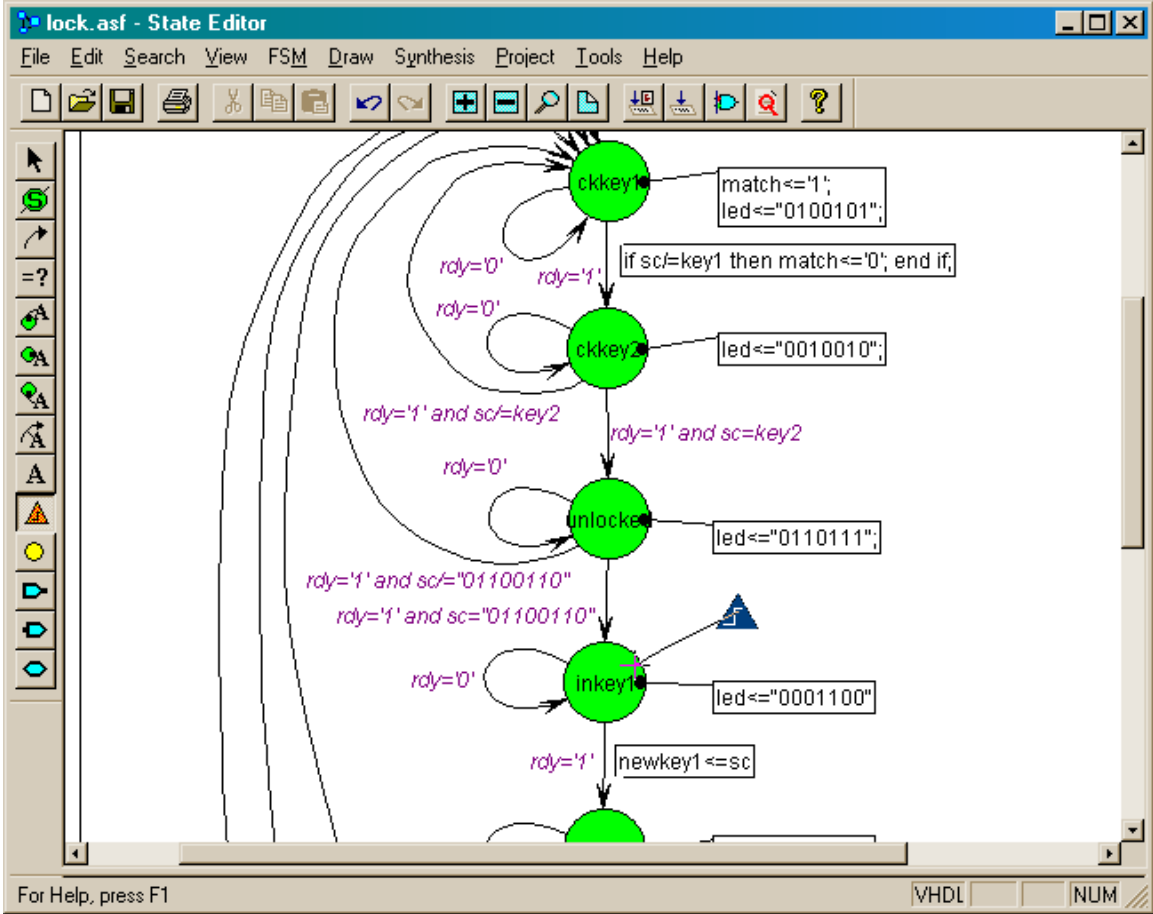 lock.asf - State Editor
File Edit Search View FSM Draw Synthesis Project Tools Help
S
=?
A
A
A
A
A
ckkey1
match<='1';
led<="0100101";
rdy='0'
rdy='1'
if sc/=key1 then match<='0'; end if;
rdy='0'
ckkey2
led<="0010010";
rdy='1' and sc/=key2
rdy='1' and sc=key2
rdy='0'
unlocked
led<="0110111";
rdy='1' and sc/="01100110"
rdy='1' and sc="01100110"
rdy='0'
inkey1
led<="0001100"
rdy='1'
newkey1<=sc
For Help, press F1
VHDL
NUM